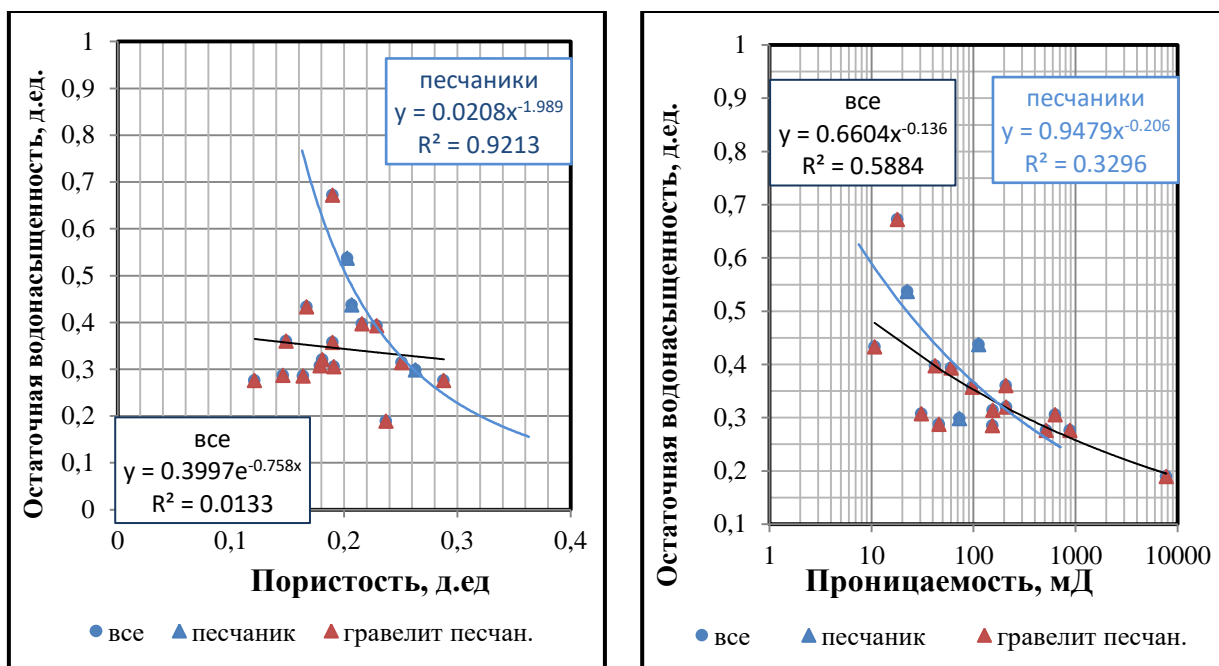 Остаточная водонасыщенность, д.ед.
1
0,9
0,8
0,7
0,6
0,5
0,4
0,3
0,2
0,1
0
песчаники
y = 0.0208x^-1.989
R² = 0.9213
все
y = 0.3997e^-0.758x
R² = 0.0133
0 0,1 0,2 0,3 0,4
Пористость, д.ед
все песчаник гравелит песчан.
Остаточная водонасыщенность, д.ед.
1
0,9
0,8
0,7
0,6
0,5
0,4
0,3
0,2
0,1
все
y = 0.6604x^-0.136
R² = 0.5884
песчаники
y = 0.9479x^-0.206
R² = 0.3296
1 10 100 1000 10000
Проницаемость, мД
все песчаник гравелит песчан.